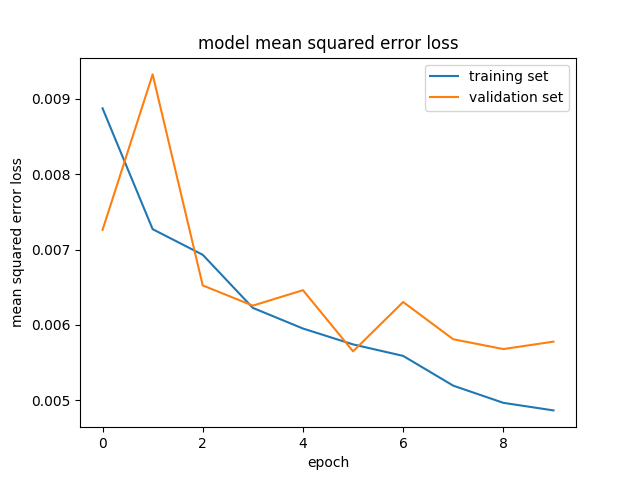 model mean squared error loss
training set
validation set
mean squared error loss
0.009
0.008
0.007
0.006
0.005
0 2 4 6 8
epoch